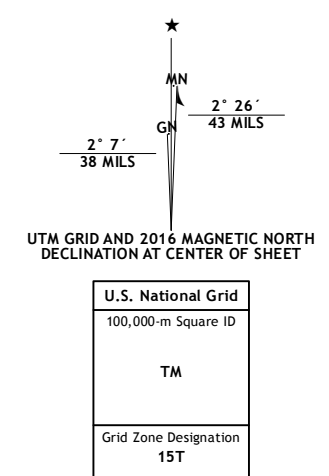 ★
MN
2° 26´
43 MILS
GN
2° 7´
38 MILS
UTM GRID AND 2016 MAGNETIC NORTH
DECLINATION AT CENTER OF SHEET
U.S. National Grid
100,000-m Square ID
TM
Grid Zone Designation
15T